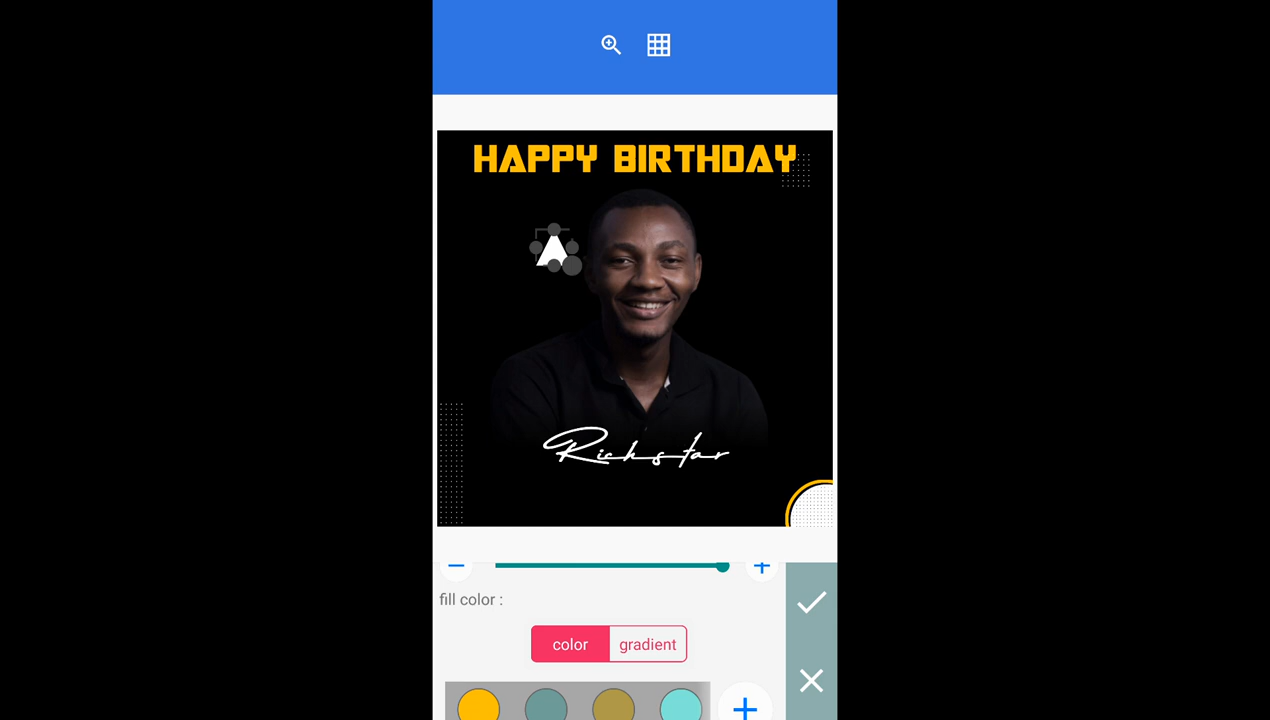 HAPPY BIRTHDAY
Richstar
fill color :
color
gradient